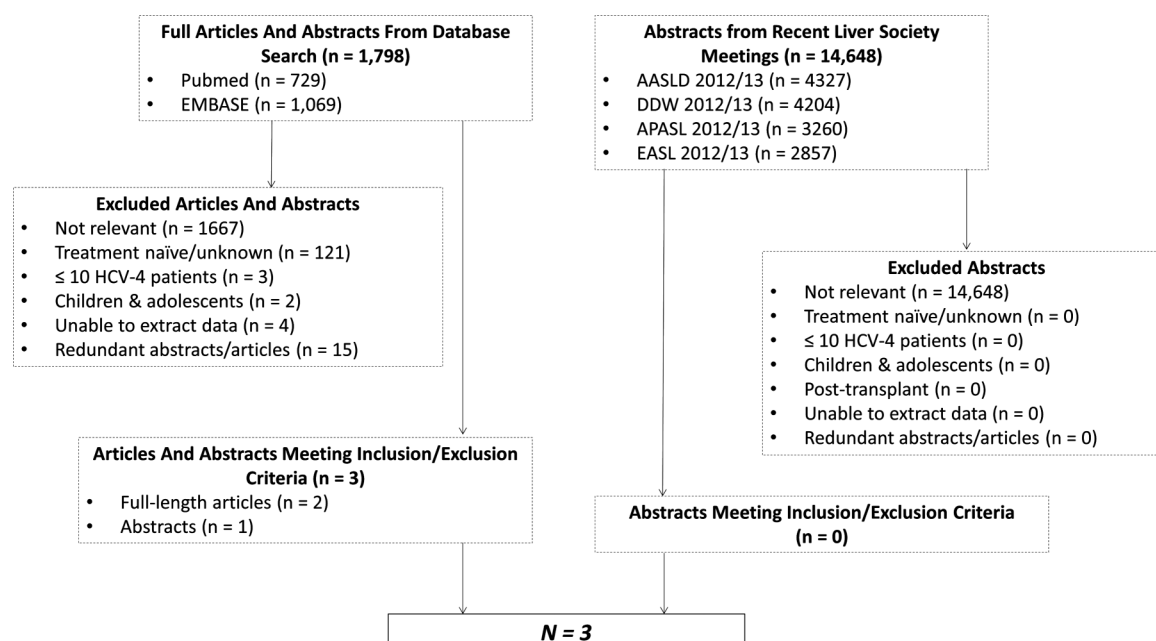 Full Articles And Abstracts From Database
Search (n = 1,798)
• Pubmed (n = 729)
• EMBASE (n = 1,069)
Abstracts from Recent Liver Society
Meetings (n = 14,648)
• AASLD 2012/13 (n = 4327)
• DDW 2012/13 (n = 4204)
• APASL 2012/13 (n = 3260)
• EASL 2012/13 (n = 2857)
Excluded Articles And Abstracts
• Not relevant (n = 1667)
• Treatment naïve/unknown (n = 121)
• ≤ 10 HCV-4 patients (n = 3)
• Children & adolescents (n = 2)
• Unable to extract data (n = 4)
• Redundant abstracts/articles (n = 15)
Excluded Abstracts
• Not relevant (n = 14,648)
• Treatment naïve/unknown (n = 0)
• ≤ 10 HCV-4 patients (n = 0)
• Children & adolescents (n = 0)
• Post-transplant (n = 0)
• Unable to extract data (n = 0)
• Redundant abstracts/articles (n = 0)
Articles And Abstracts Meeting Inclusion/Exclusion
Criteria (n = 3)
• Full-length articles (n = 2)
• Abstracts (n = 1)
Abstracts Meeting Inclusion/Exclusion Criteria
(n = 0)
N = 3